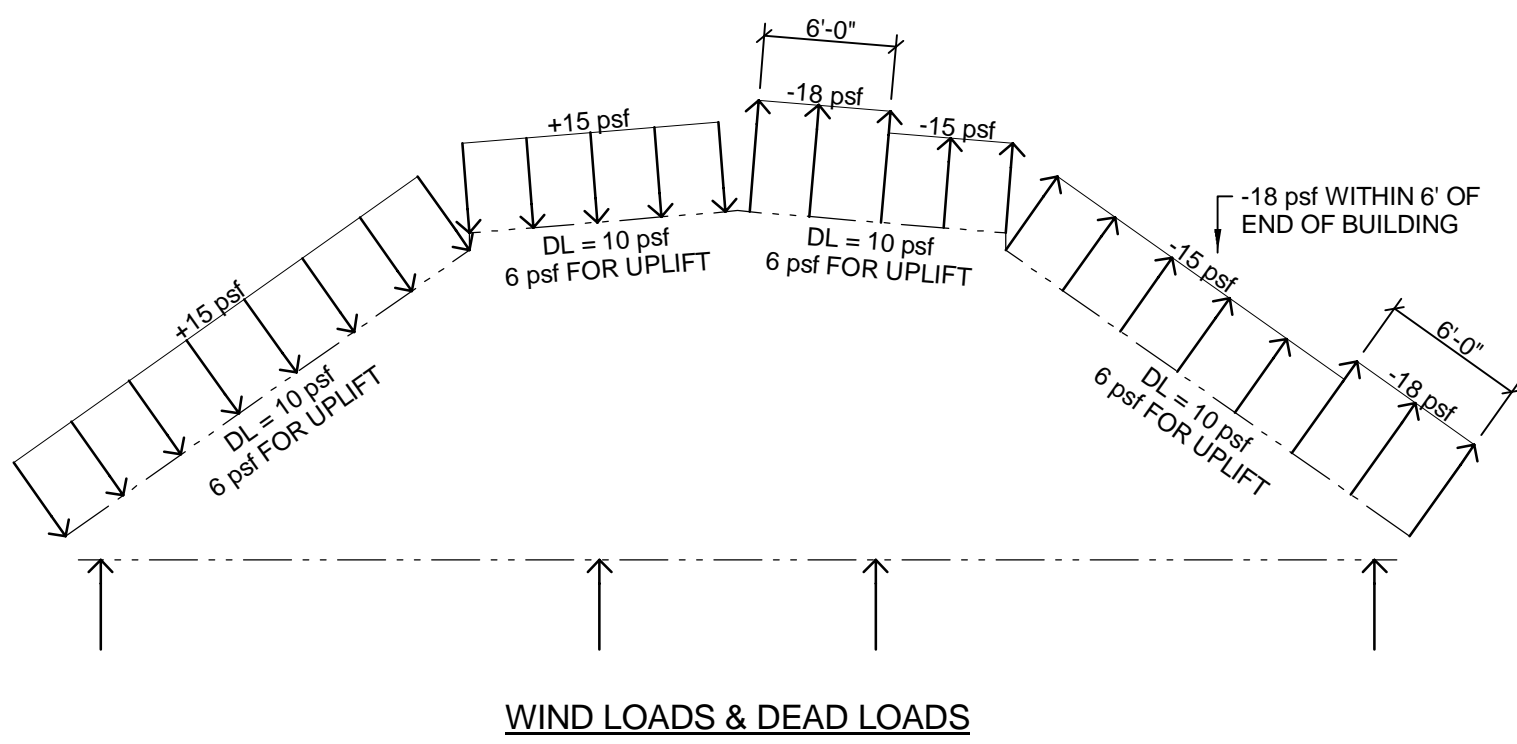 6'-0"
-18 psf
+15 psf
-15 psf
-18 psf WITHIN 6' OF
END OF BUILDING
DL = 10 psf
6 psf FOR UPLIFT
DL = 10 psf
6 psf FOR UPLIFT
-15 psf
+15 psf
6'-0"
-18 psf
DL = 10 psf
6 psf FOR UPLIFT
DL = 10 psf
6 psf FOR UPLIFT
WIND LOADS & DEAD LOADS